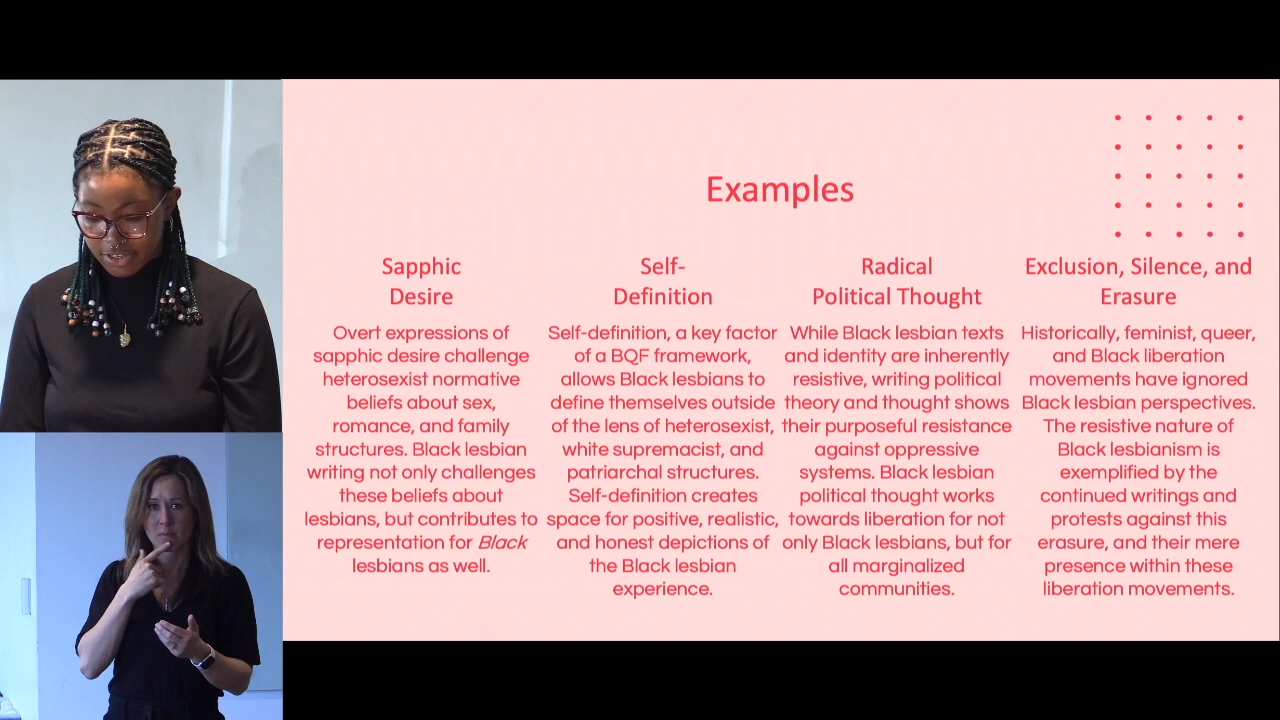 Examples
Sapphic
Desire
Overt expressions of
sapphic desire challenge
heterosexist normative
beliefs about sex,
romance, and family
structures. Black lesbian
writing not only challenges
these beliefs about
lesbians, but contributes to
representation for Black
lesbians as well.
Self-
Definition
Self-definition, a key factor
of a BQF framework,
allows Black lesbians to
define themselves outside
of the lens of heterosexist,
white supremacist, and
patriarchal structures.
Self-definition creates
space for positive, realistic,
and honest depictions of
the Black lesbian
experience.
Radical
Political Thought
While Black lesbian texts
and identity are inherently
resistive, writing political
theory and thought shows
their purposeful resistance
against oppressive
systems. Black lesbian
political thought works
towards liberation for not
only Black lesbians, but for
all marginalized
communities.
Exclusion, Silence, and
Erasure
Historically, feminist, queer,
and Black liberation
movements have ignored
Black lesbian perspectives.
The resistive nature of
Black lesbianism is
exemplified by the
continued writings and
protests against this
erasure, and their mere
presence within these
liberation movements.